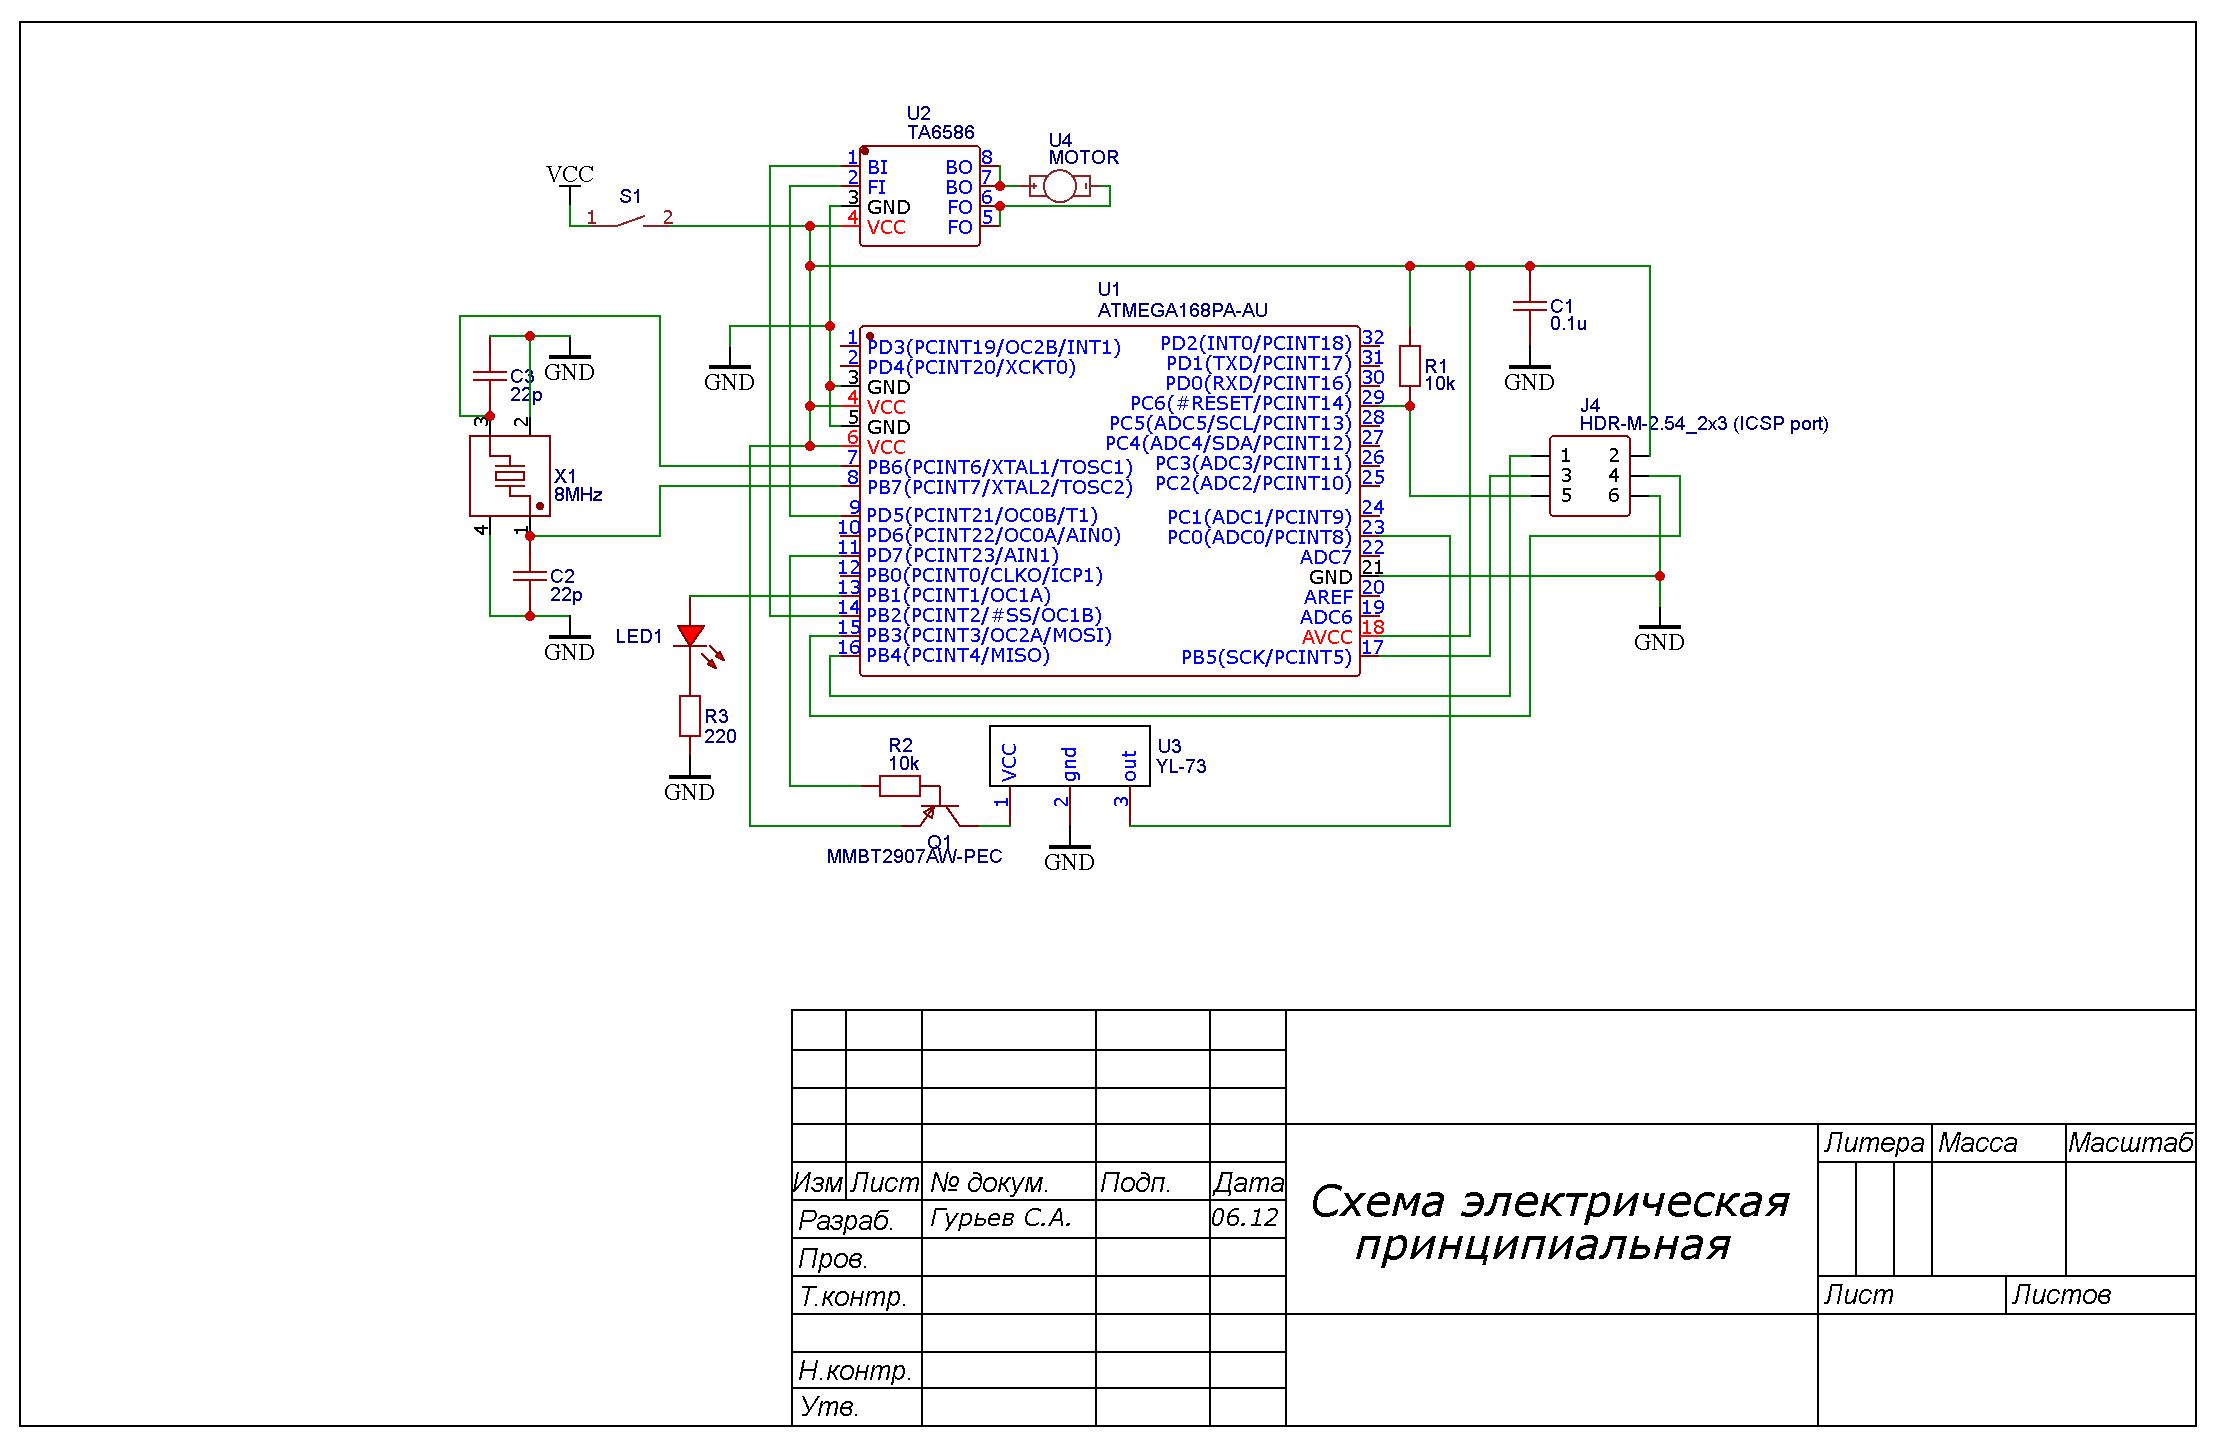 U2
TA6586
1 BI BO 8
2 FI BO 7
3 GND FO 6
4 VCC FO 5
U4
MOTOR
+ -
VCC
S1
1 2
U1
ATMEGA168PA-AU
1 PD3(PCINT19/OC2B/INT1)
2 PD4(PCINT20/XCKT0)
3 GND
4 VCC
5 GND
6 VCC
7 PB6(PCINT6/XTAL1/TOSC1)
8 PB7(PCINT7/XTAL2/TOSC2)
9 PD5(PCINT21/OC0B/T1)
10 PD6(PCINT22/OC0A/AIN0)
11 PD7(PCINT23/AIN1)
12 PB0(PCINT0/CLKO/ICP1)
13 PB1(PCINT1/OC1A)
14 PB2(PCINT2/#SS/OC1B)
15 PB3(PCINT3/OC2A/MOSI)
16 PB4(PCINT4/MISO)
PD2(INT0/PCINT18) 32
PD1(TXD/PCINT17) 31
PD0(RXD/PCINT16) 30
PC6(#RESET/PCINT14) 29
PC5(ADC5/SCL/PCINT13) 28
PC4(ADC4/SDA/PCINT12) 27
PC3(ADC3/PCINT11) 26
PC2(ADC2/PCINT10) 25
PC1(ADC1/PCINT9) 24
PC0(ADC0/PCINT8) 23
ADC7 22
GND 21
AREF 20
ADC6 19
AVCC 18
PB5(SCK/PCINT5) 17
GND
C3
22p
GND
3 2
X1
8MHz
4 1
C2
22p
GND
LED1
R3
220
GND
R1
10k
C1
0.1u
GND
J4
HDR-M-2.54_2x3 (ICSP port)
1 2
3 4
5 6
GND
R2
10k
Q1
MMBT2907AW-PEC
VCC gnd out
1 2 3
U3
YL-73
GND
Изм Лист № докум. Подп. Дата
Разраб. Гурьев С.А. 06.12
Пров.
Т.контр.
Н.контр.
Утв.
Схема электрическая
принципиальная
Литера Масса Масштаб
Лист Листов